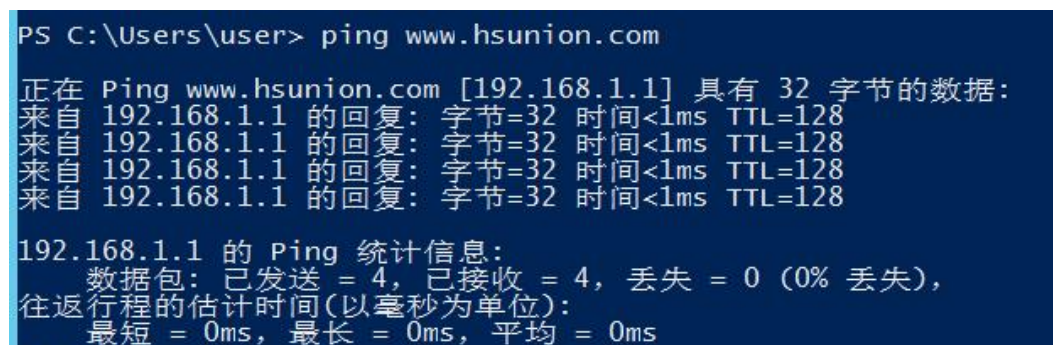 PS C:\Users\user> ping www.hsunion.com
正在 Ping www.hsunion.com [192.168.1.1] 具有 32 字节的数据:
来自 192.168.1.1 的回复: 字节=32 时间<1ms TTL=128
来自 192.168.1.1 的回复: 字节=32 时间<1ms TTL=128
来自 192.168.1.1 的回复: 字节=32 时间<1ms TTL=128
来自 192.168.1.1 的回复: 字节=32 时间<1ms TTL=128
192.168.1.1 的 Ping 统计信息:
数据包: 已发送 = 4, 已接收 = 4, 丢失 = 0 (0% 丢失),
往返行程的估计时间(以毫秒为单位):
最短 = 0ms, 最长 = 0ms, 平均 = 0ms